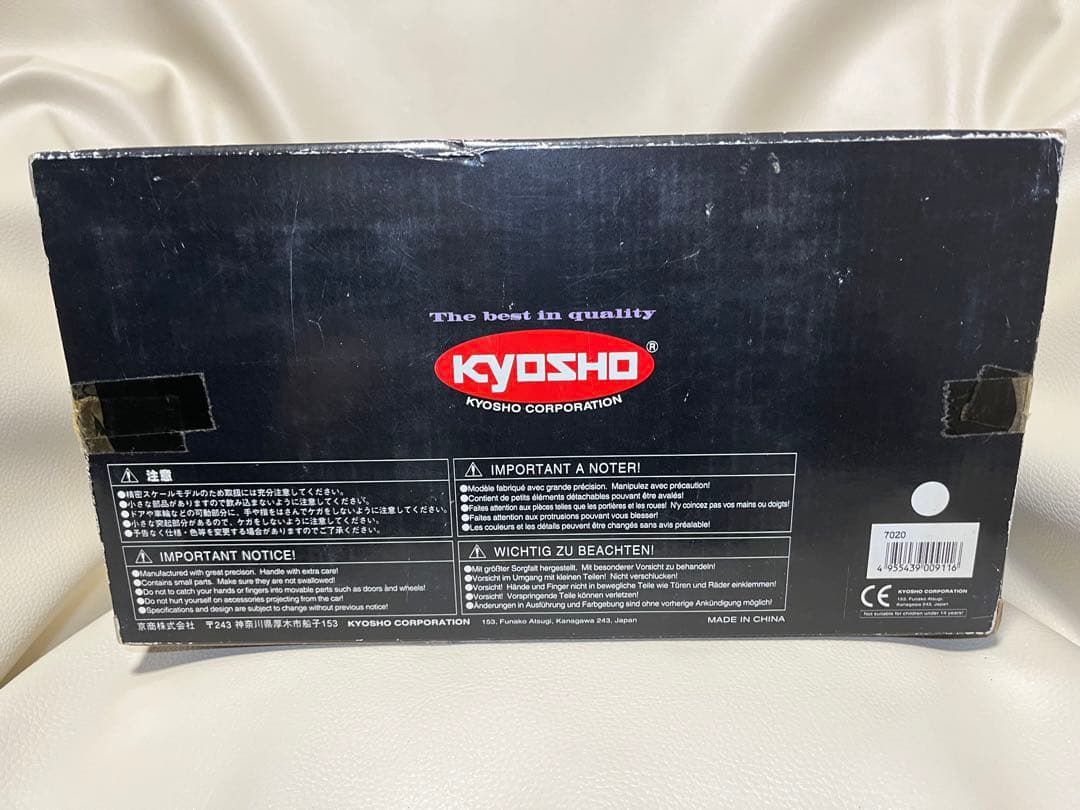 The best in quality
KYOSHO®
KYOSHO CORPORATION
⚠ 注意
●精密スケールモデルのため取扱には充分注意してください。
●小さな部品がありますので飲み込まないように注意してください。
●ドアや車輪などの可動部分に、手や指をはさんでケガをしないように注意してください。
●小さな突起部分があるので、ケガをしないように注意してください。
●予告なく仕様・色等を変更する場合がありますのでご了承ください。
⚠ IMPORTANT NOTICE!
●Manufactured with great precison. Handle with extra care!
●Contains small parts. Make sure they are not swallowed!
●Do not to catch your hands or fingers into movable parts such as doors and wheels!
●Do not hurt yourself on accessories projecting from the car!
●Specifications and design are subject to change without previous notice!
⚠ IMPORTANT A NOTER!
●Modèle fabriqué avec grande précision. Manipulez avec précaution!
●Contient de petits éléments détachables pouvant être avalés!
●Faites attention aux pièces telles que les portières et les roues! N'y coincez pas vos mains ou doigts!
●Faites attention aux protrusions pouvant vous blesser!
●Les couleurs et les détails peuvent être changés sans avis préalable!
⚠ WICHTIG ZU BEACHTEN!
●Mit größter Sorgfalt hergestellt. Mit besonderer Vorsicht zu behandeln!
●Vorsicht im Umgang mit kleinen Teilen! Nicht verschlucken!
●Vorsicht! Hände und Finger nicht in bewegliche Teile wie Türen und Räder einklemmen!
●Vorsicht! Vorspringende Teile können verletzen!
●Änderungen in Ausführung und Farbgebung sind ohne vorherige Ankündigung möglich!
京商株式会社 〒243 神奈川県厚木市船子153 KYOSHO CORPORATION 153, Funako Atsugi, Kanagawa 243, Japan MADE IN CHINA
7020
4 955439 009116
CE KYOSHO CORPORATION
153, Funako Atsugi,
Kanagawa 243, Japan
Not suitable for children under 14 years!